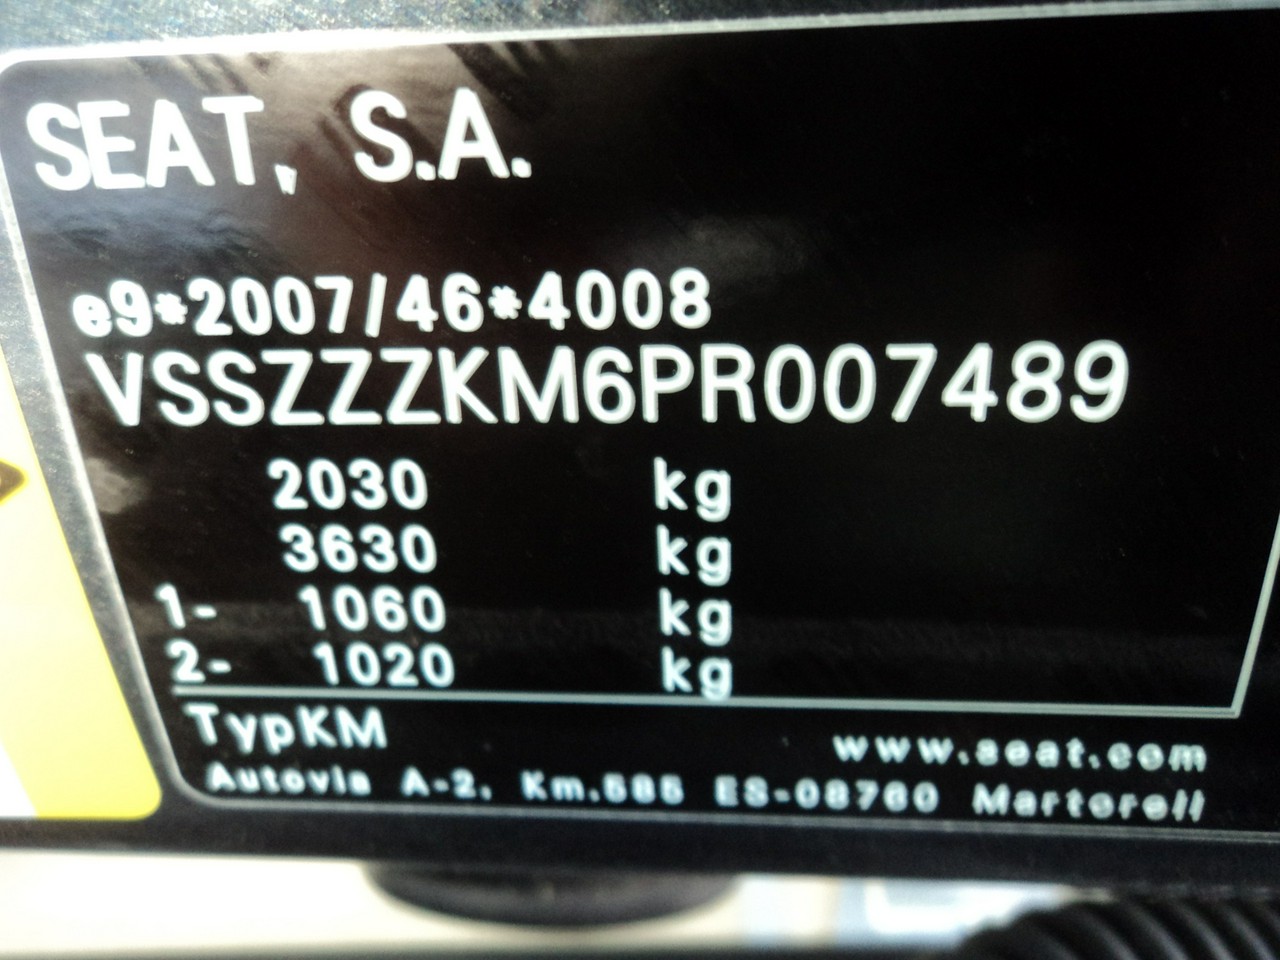 SEAT, S.A.
e9*2007/46*4008
VSSZZZKM6PR007489
2030 kg
3630 kg
1- 1060 kg
2- 1020 kg
TypKM
www.seat.com
Autovia A-2, Km.585 ES-08760 Martorell